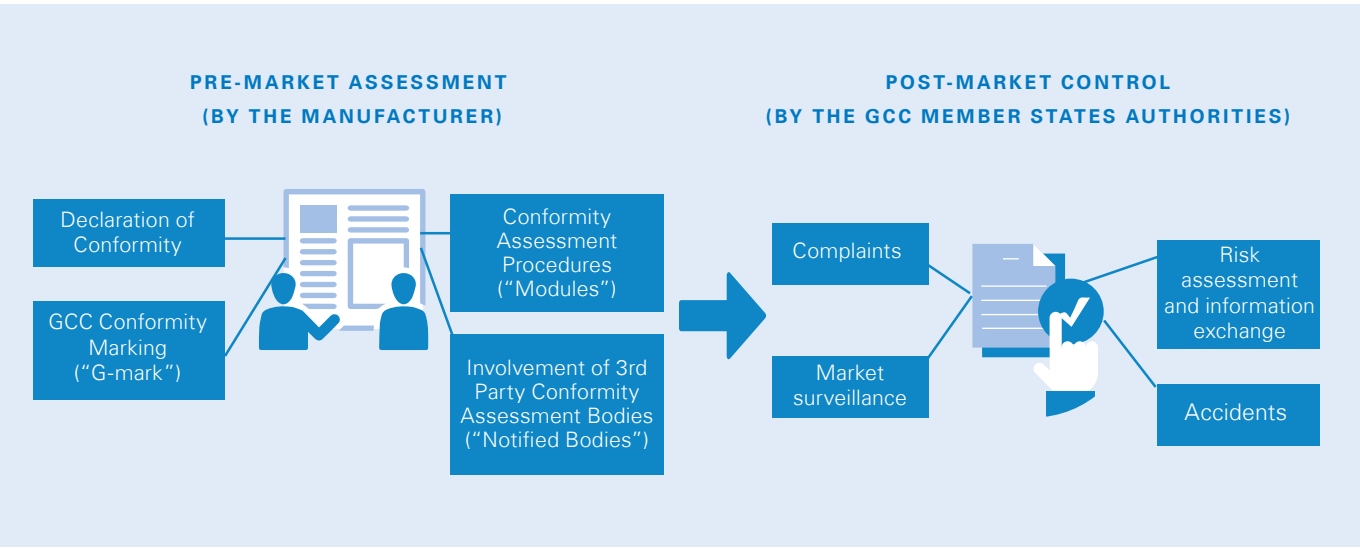 PRE-MARKET ASSESSMENT
(BY THE MANUFACTURER)
Declaration of
Conformity
GCC Conformity
Marking
(“G-mark”)
Conformity
Assessment
Procedures
(“Modules”)
Involvement of 3rd
Party Conformity
Assessment Bodies
(“Notified Bodies”)
POST-MARKET CONTROL
(BY THE GCC MEMBER STATES AUTHORITIES)
Complaints
Market
surveillance
Risk
assessment
and information
exchange
Accidents